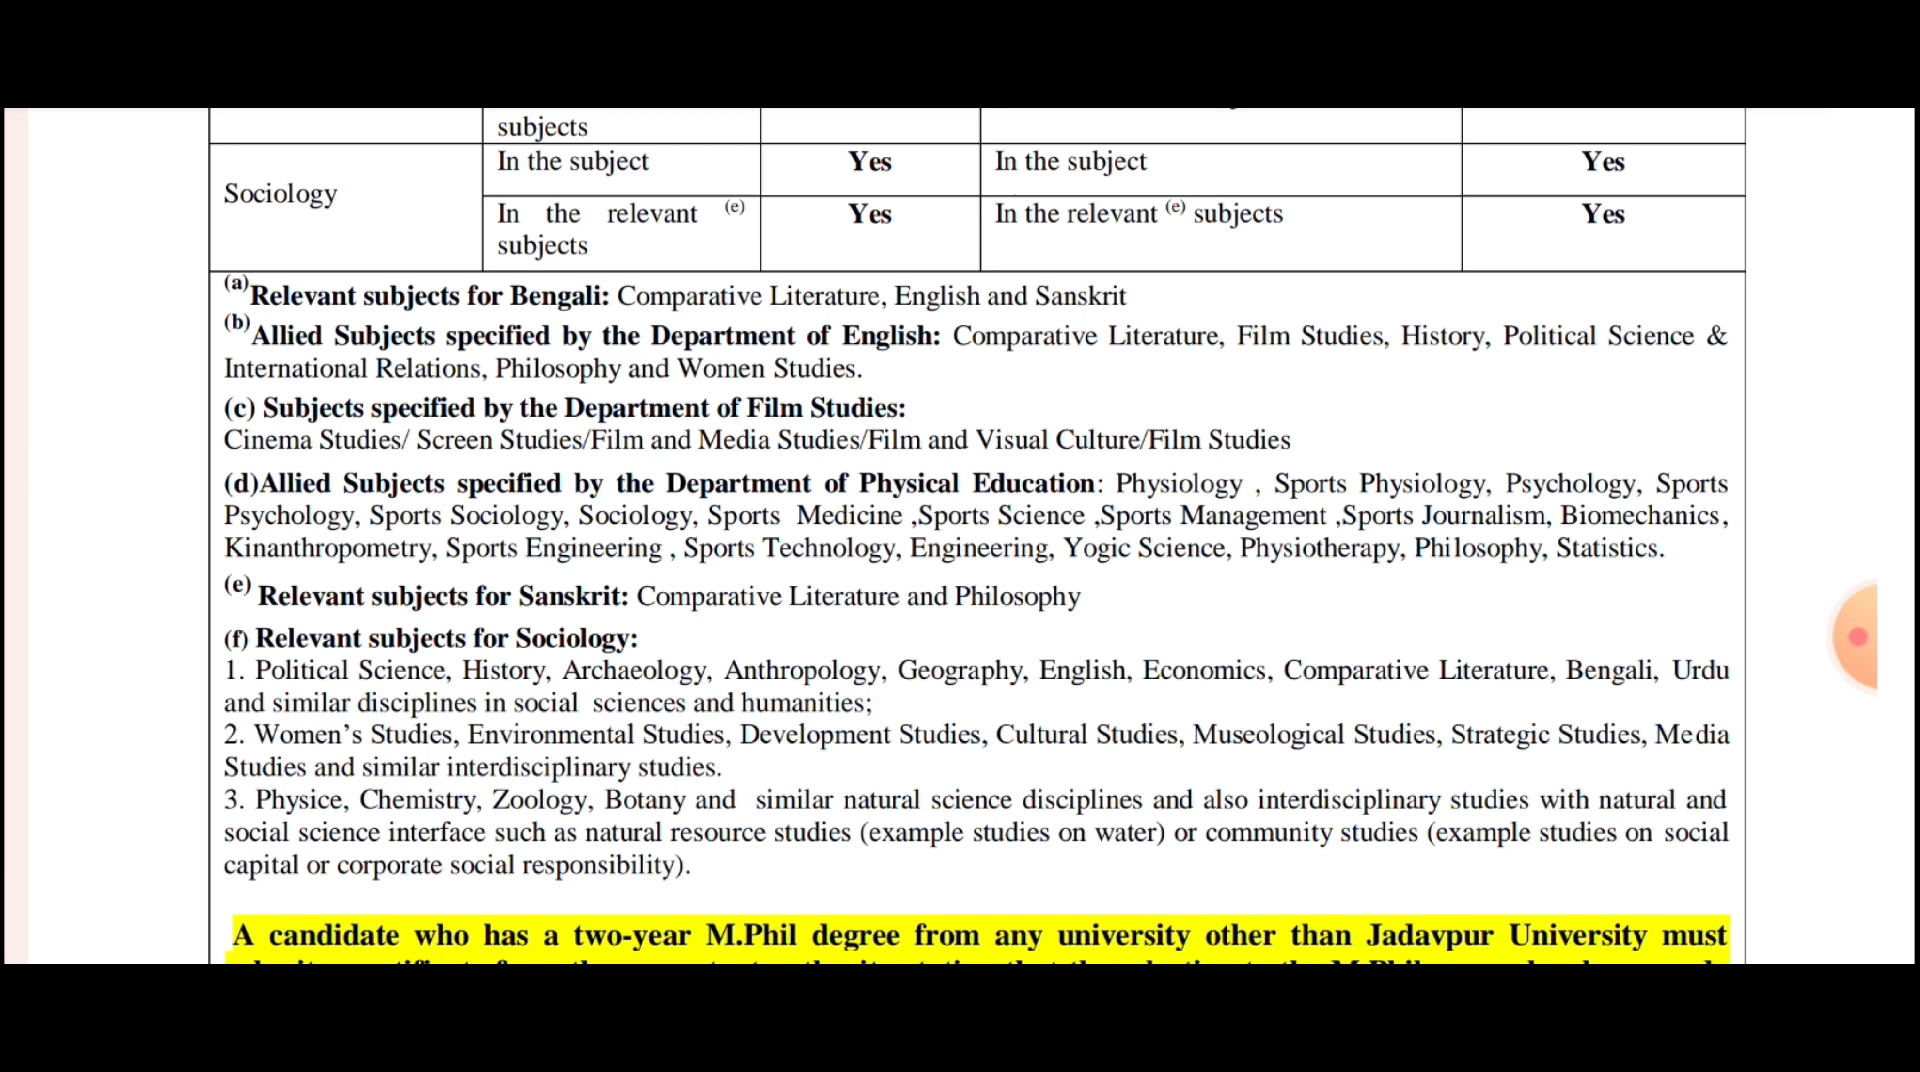 subjects
Sociology
In the subject
Yes
In the subject
Yes
In the relevant (e)
subjects
Yes
In the relevant (e) subjects
Yes
(a)Relevant subjects for Bengali: Comparative Literature, English and Sanskrit
(b)Allied Subjects specified by the Department of English: Comparative Literature, Film Studies, History, Political Science &
International Relations, Philosophy and Women Studies.
(c) Subjects specified by the Department of Film Studies:
Cinema Studies/ Screen Studies/Film and Media Studies/Film and Visual Culture/Film Studies
(d)Allied Subjects specified by the Department of Physical Education: Physiology , Sports Physiology, Psychology, Sports
Psychology, Sports Sociology, Sociology, Sports Medicine ,Sports Science ,Sports Management ,Sports Journalism, Biomechanics,
Kinanthropometry, Sports Engineering , Sports Technology, Engineering, Yogic Science, Physiotherapy, Philosophy, Statistics.
(e) Relevant subjects for Sanskrit: Comparative Literature and Philosophy
(f) Relevant subjects for Sociology:
1. Political Science, History, Archaeology, Anthropology, Geography, English, Economics, Comparative Literature, Bengali, Urdu
and similar disciplines in social sciences and humanities;
2. Women's Studies, Environmental Studies, Development Studies, Cultural Studies, Museological Studies, Strategic Studies, Media
Studies and similar interdisciplinary studies.
3. Physice, Chemistry, Zoology, Botany and similar natural science disciplines and also interdisciplinary studies with natural and
social science interface such as natural resource studies (example studies on water) or community studies (example studies on social
capital or corporate social responsibility).
A candidate who has a two-year M.Phil degree from any university other than Jadavpur University must